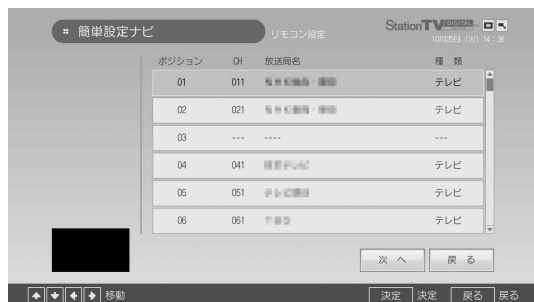 簡単設定ナビ
リモコン設定
StationTV DIGITAL
10月25日 (火) 14:36
ポジション CH 放送局名 種類
01 011 テレビ
02 021 テレビ
03 --- ---- ---
04 041 テレビ
05 051 テレビ
06 061 テレビ
次へ 戻る
移動 決定 決定 戻る 戻る